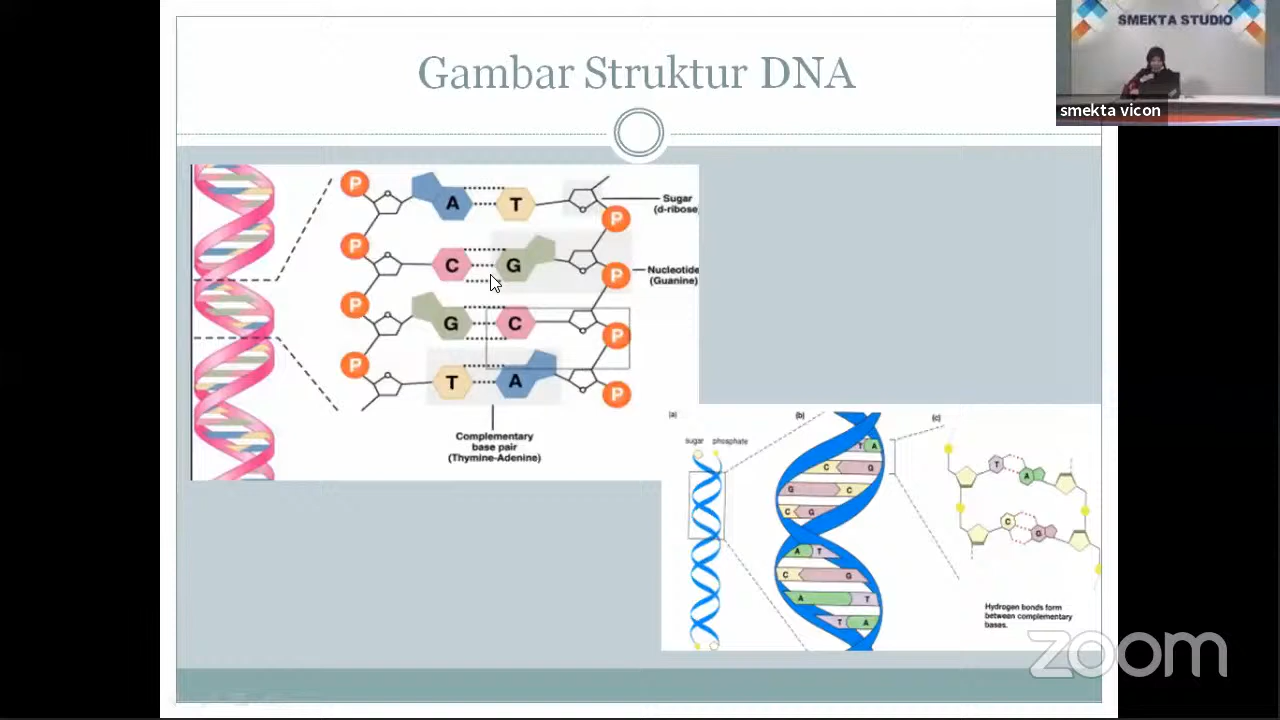 SMEKTA STUDIO
smekta vicon
Gambar Struktur DNA
P
A
T
Sugar
(d-ribose
P
P
C
G
P
Nucleotide
(Guanine)
P
G
C
P
P
T
A
P
Complementary
base pair
(Thymine-Adenine)
(a)
(b)
(c)
sugar phosphate
T A
C G
G C
C G
A T
C G
A T
T A
T
A
C
G
Hydrogen bonds form
between complementary
bases.
zoom